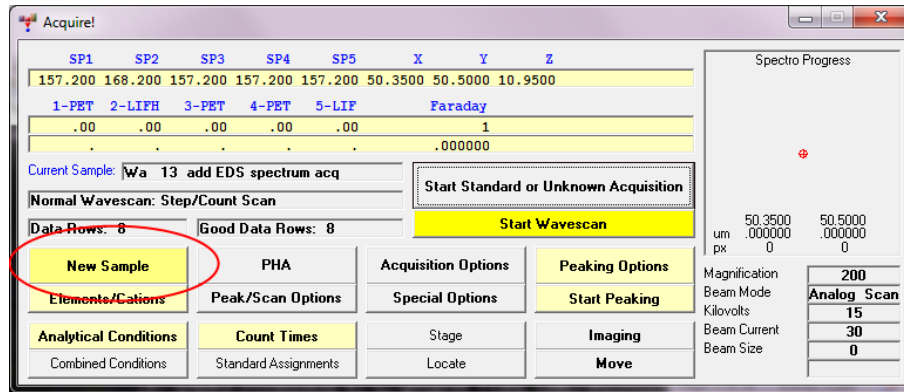 Acquire!
SP1 SP2 SP3 SP4 SP5 X Y Z
157.200 168.200 157.200 157.200 157.200 50.3500 50.5000 10.9500
1-PET 2-LIFH 3-PET 4-PET 5-LIF Faraday
.00 .00 .00 .00 .00 1
. . . . . .000000
Current Sample: Wa 13 add EDS spectrum acq
Normal Wavescan: Step/Count Scan
Data Rows: 8 Good Data Rows: 8
Start Standard or Unknown Acquisition
Start Wavescan
New Sample PHA Acquisition Options Peaking Options
Elements/Cations Peak/Scan Options Special Options Start Peaking
Analytical Conditions Count Times Stage Imaging
Combined Conditions Standard Assignments Locate Move
Spectro Progress
50.3500 50.5000
um .000000 .000000
px 0 0
Magnification 200
Beam Mode Analog Scan
Kilovolts 15
Beam Current 30
Beam Size 0